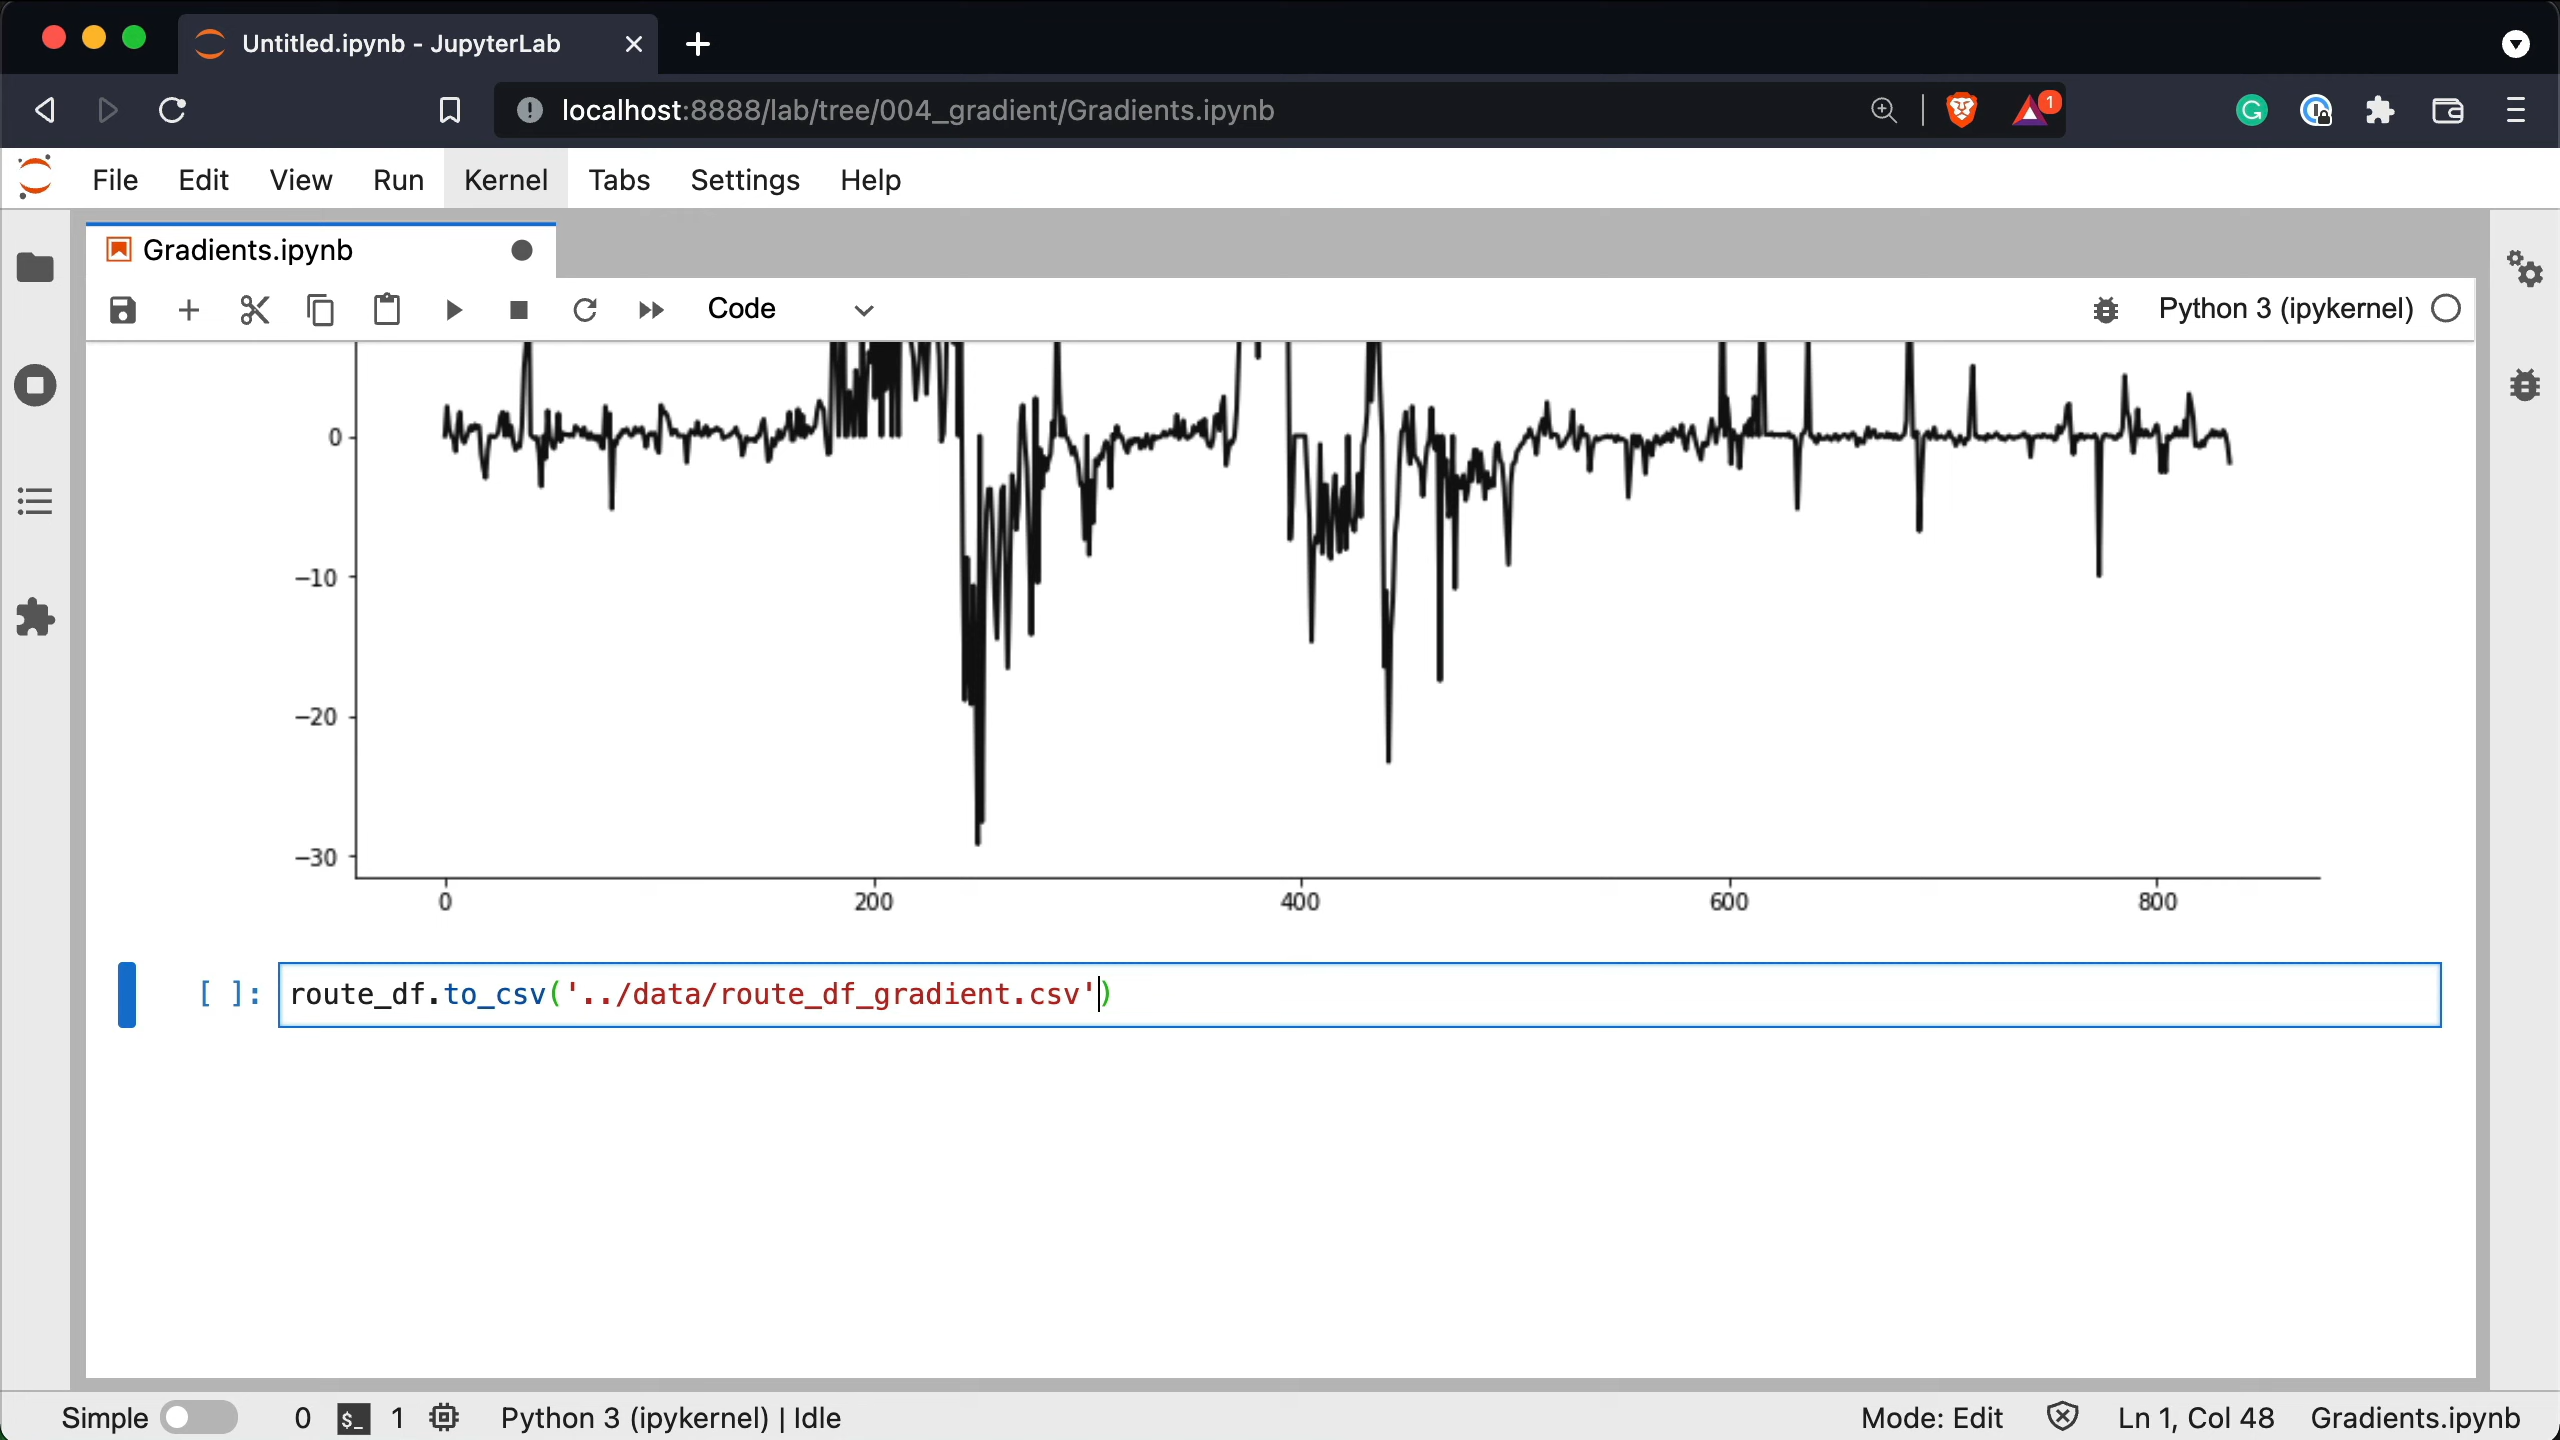 Untitled.ipynb - JupyterLab
localhost:8888/lab/tree/004_gradient/Gradients.ipynb
1
File Edit View Run Kernel Tabs Settings Help
Gradients.ipynb
Code
Python 3 (ipykernel)
0
−10
−20
−30
0 200 400 600 800
[ ]: route_df.to_csv('../data/route_df_gradient.csv')
Simple 0 $_ 1 Python 3 (ipykernel) | Idle Mode: Edit Ln 1, Col 48 Gradients.ipynb